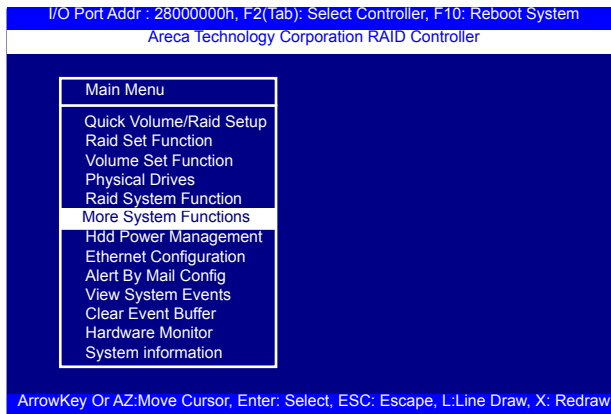 I/O Port Addr : 28000000h, F2(Tab): Select Controller, F10: Reboot System
Areca Technology Corporation RAID Controller
Main Menu
Quick Volume/Raid Setup
Raid Set Function
Volume Set Function
Physical Drives
Raid System Function
More System Functions
Hdd Power Management
Ethernet Configuration
Alert By Mail Config
View System Events
Clear Event Buffer
Hardware Monitor
System information
ArrowKey Or AZ:Move Cursor, Enter: Select, ESC: Escape, L:Line Draw, X: Redraw